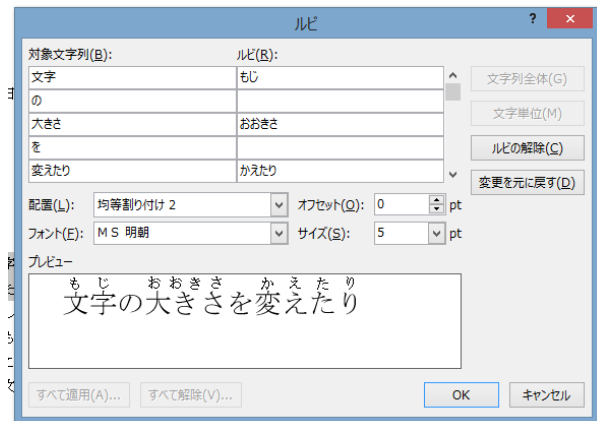 ルビ
? ×
対象文字列(B): ルビ(R):
文字 もじ 文字列全体(G)
の
文字単位(M)
大きさ おおきさ
を ルビの解除(C)
変えたり かえたり
変更を元に戻す(D)
配置(L): 均等割り付け 2 オフセット(O): 0 pt
フォント(F): ＭＳ 明朝 サイズ(S): 5 pt
プレビュー
もじ おおきさ かえたり
文字の大きさを変えたり
すべて適用(A)... すべて解除(V)... OK キャンセル